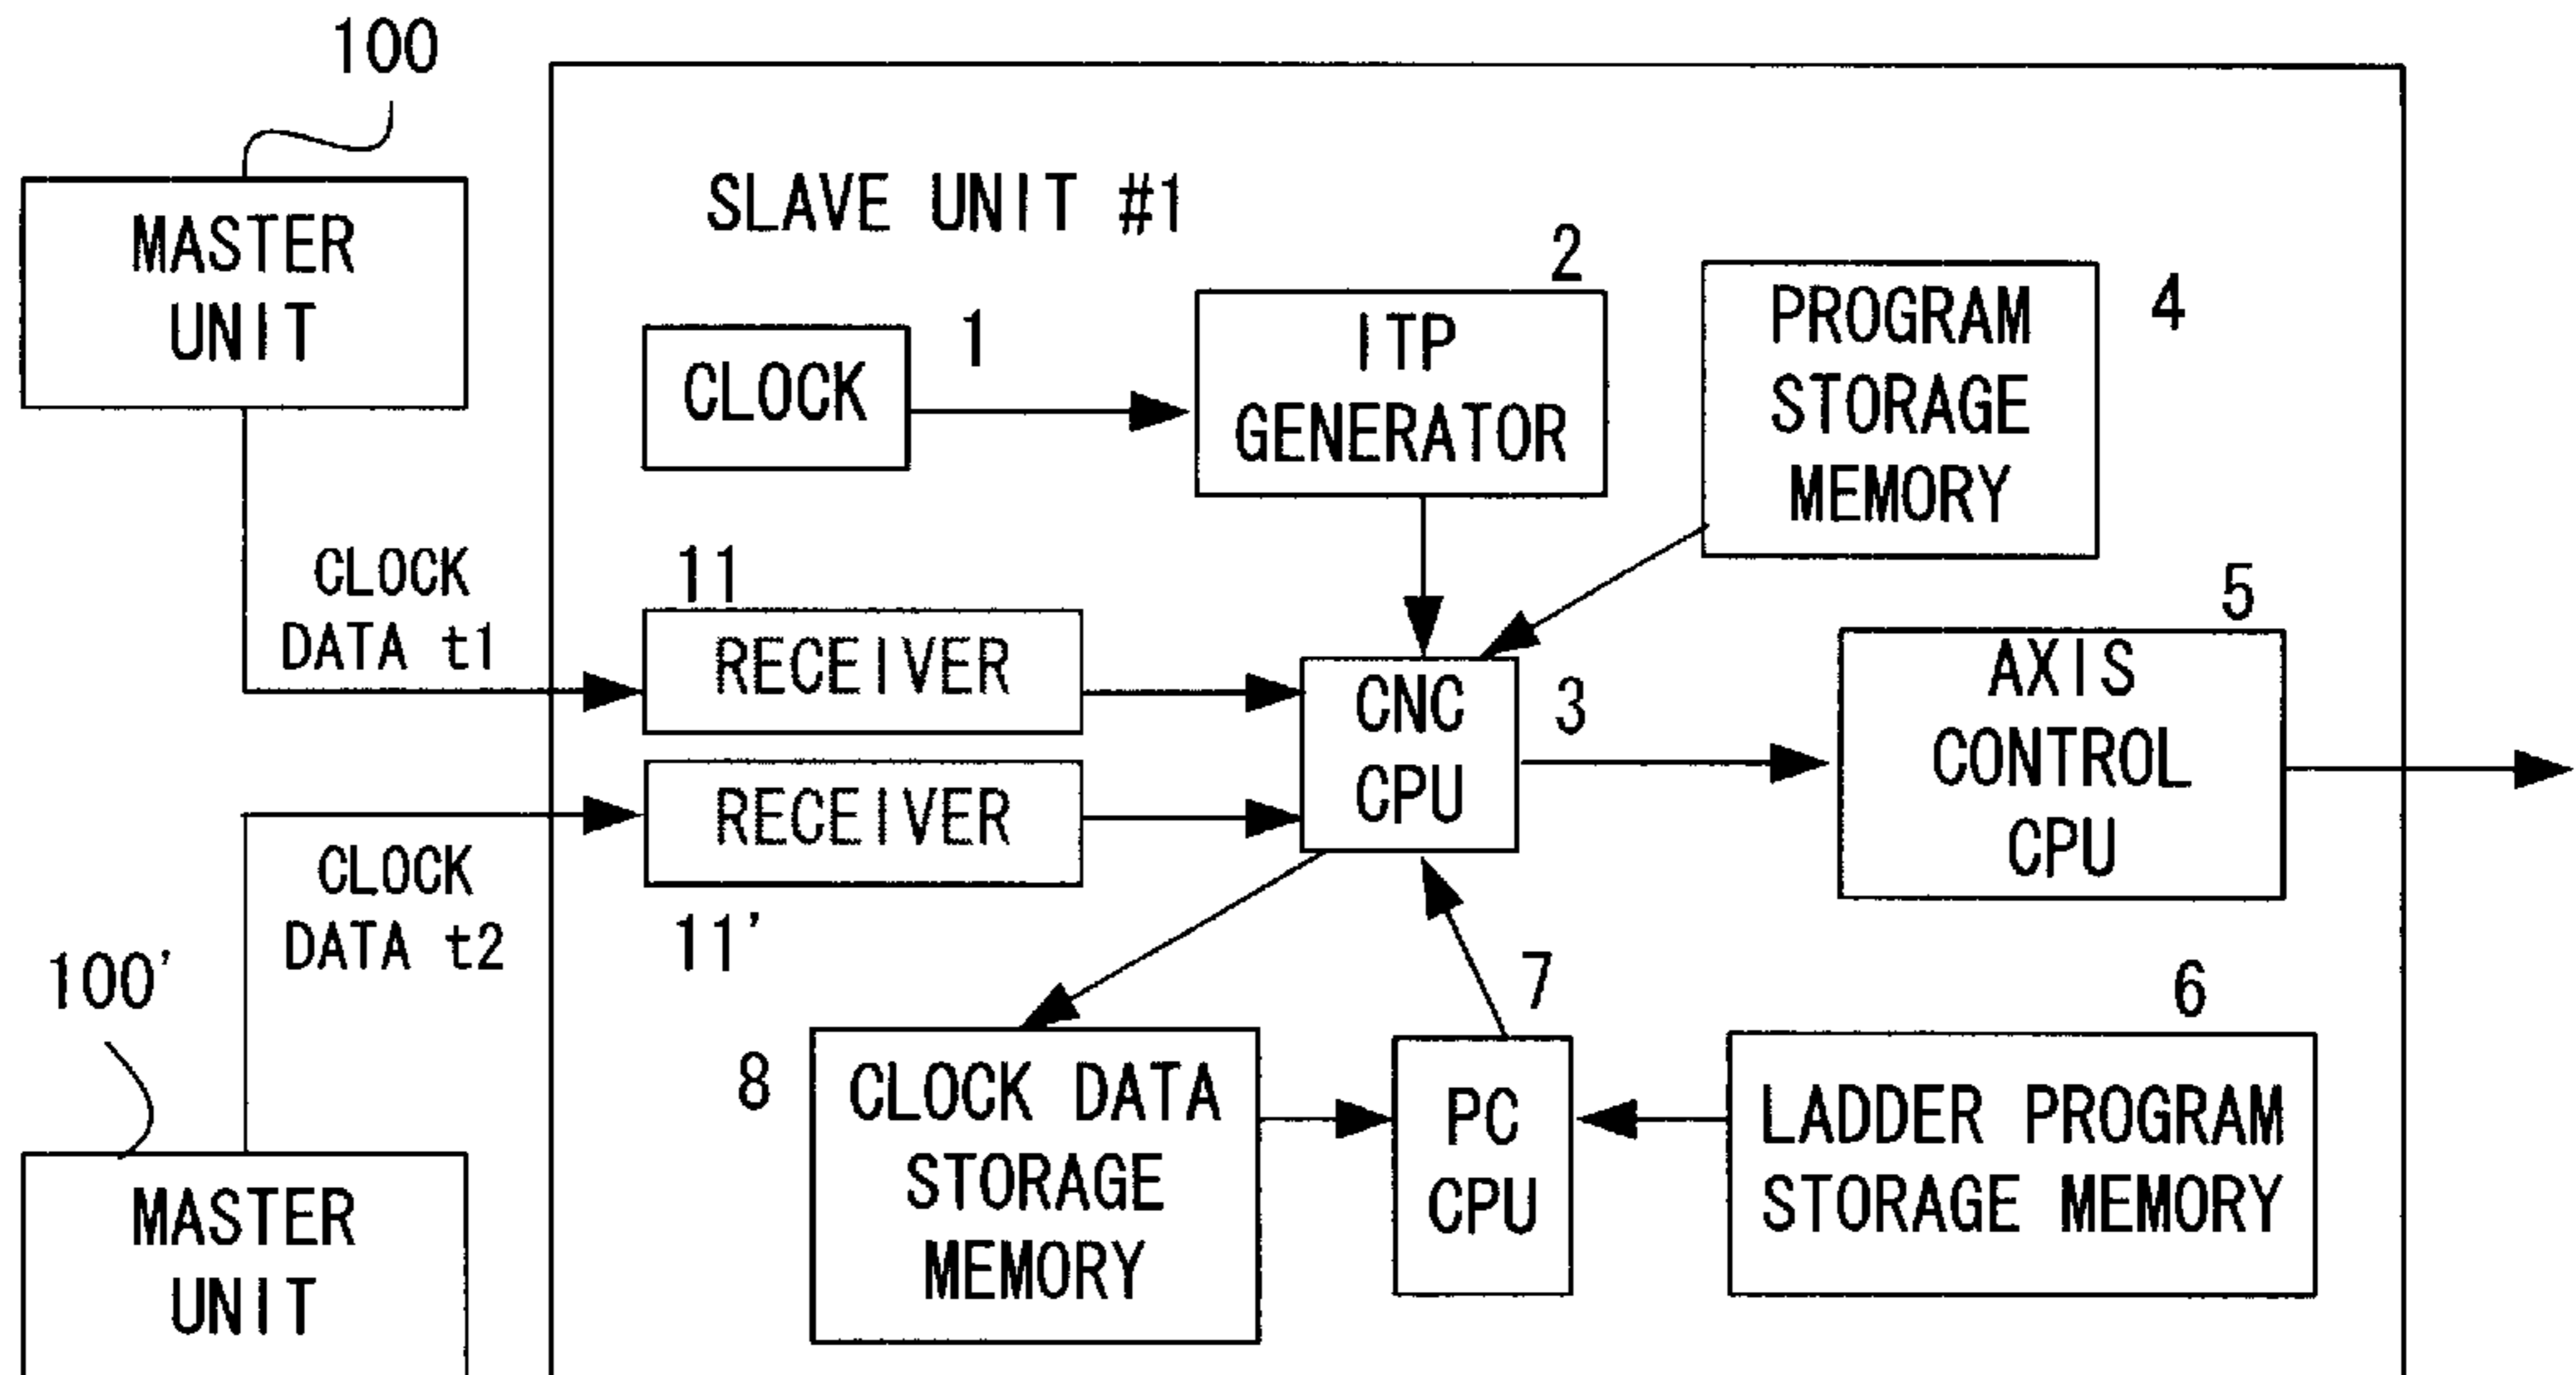 100
MASTER
UNIT
CLOCK
DATA t1
CLOCK
DATA t2
100'
MASTER
UNIT
SLAVE UNIT #1
CLOCK
1
2
ITP
GENERATOR
PROGRAM
STORAGE
MEMORY
4
11
RECEIVER
RECEIVER
11'
CNC
CPU
3
5
AXIS
CONTROL
CPU
8
CLOCK DATA
STORAGE
MEMORY
7
PC
CPU
6
LADDER PROGRAM
STORAGE MEMORY